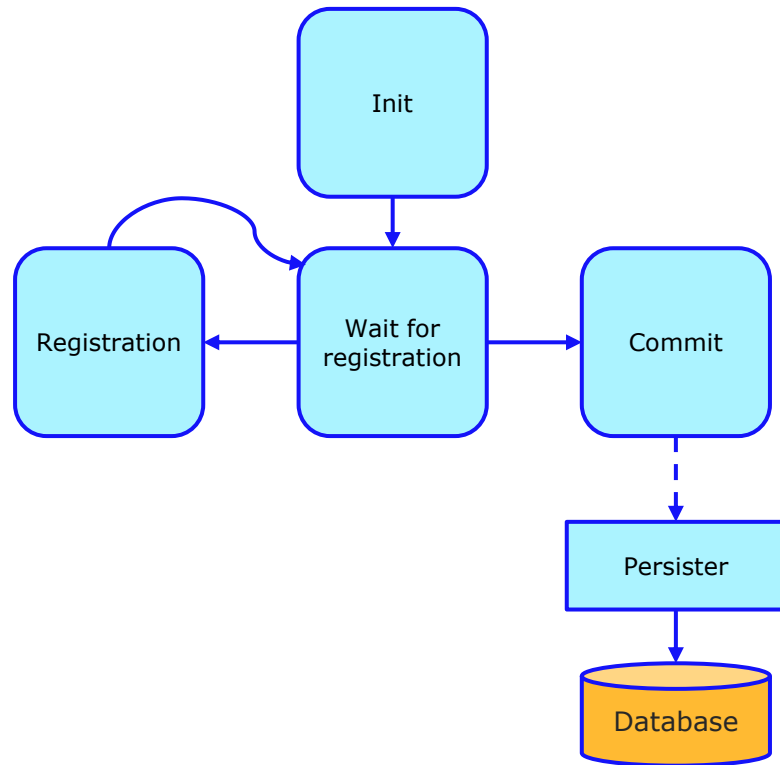 Init
Registration
Wait for
registration
Commit
Persister
Database